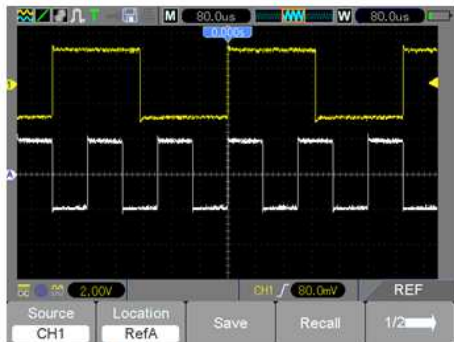 T M 80.0us W 80.0us
0.000s
1
A
2.00V CH1 80.0mV REF
Source Location Save Recall 1/2
CH1 RefA